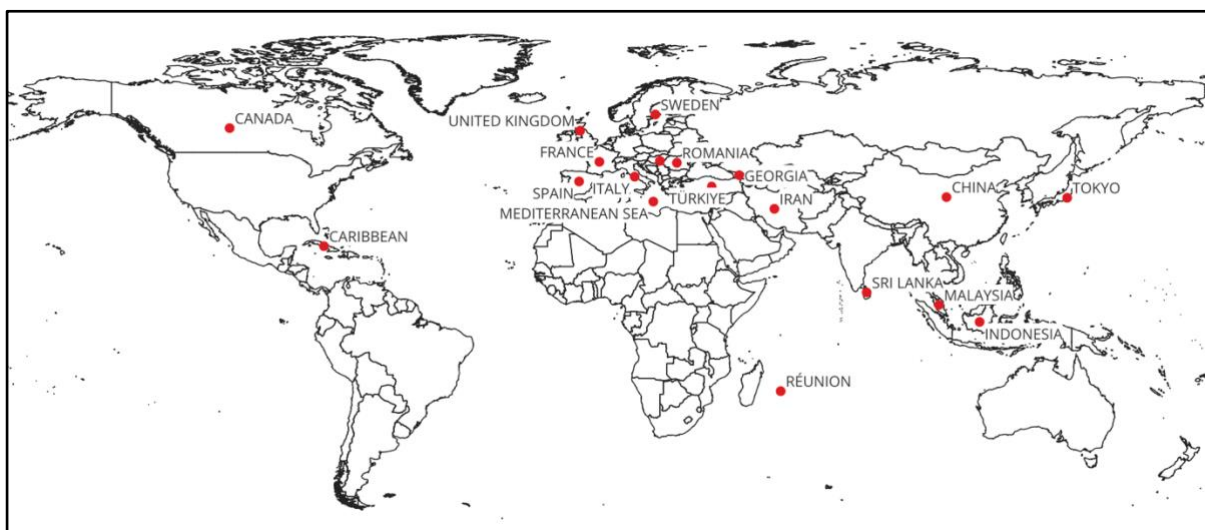 SWEDEN
CANADA
UNITED KINGDOM
FRANCE
ROMANIA
GEORGIA
SPAIN
ITALY
TÜRKIYE
IRAN
CHINA
TOKYO
MEDITERRANEAN SEA
CARIBBEAN
SRI LANKA
MALAYSIA
INDONESIA
RÉUNION